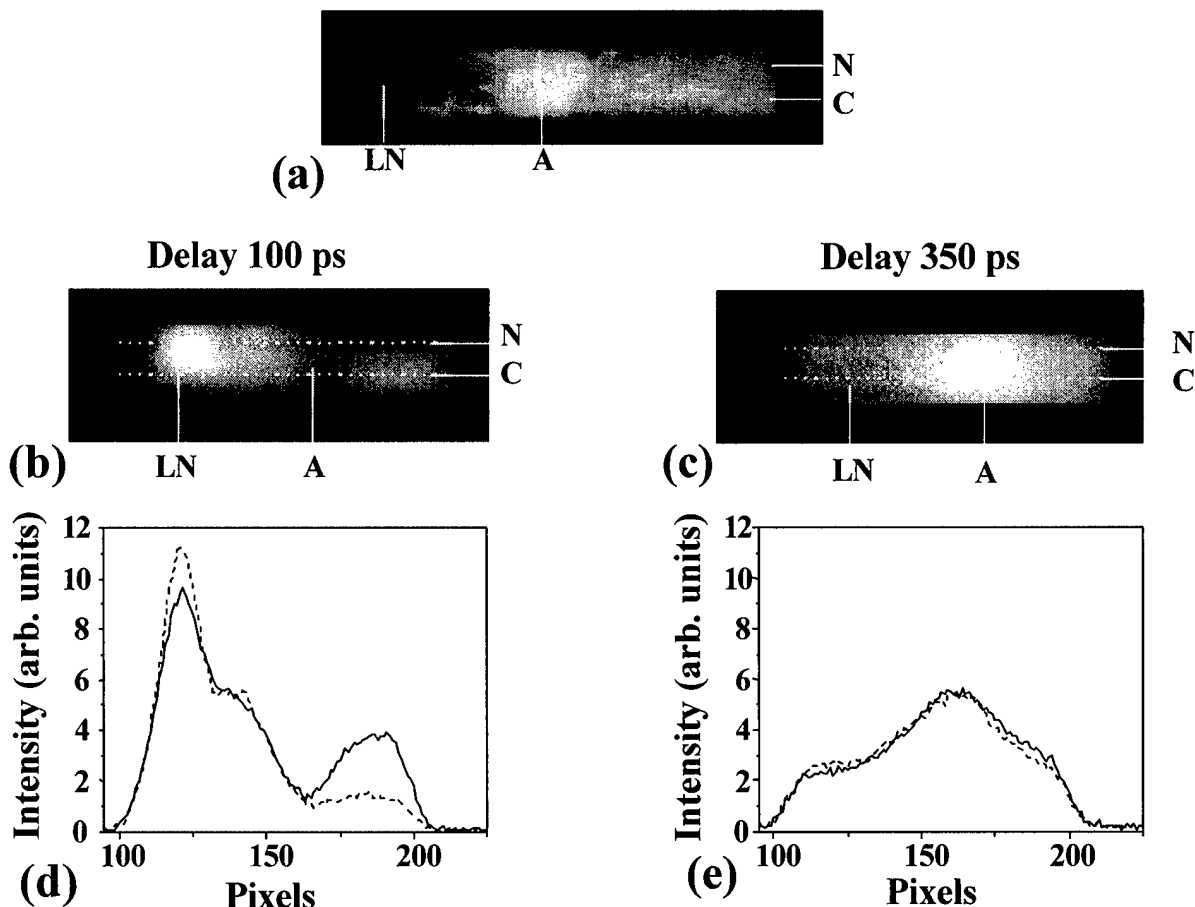 N
C
LN
A
(a)
Delay 100 ps
Delay 350 ps
N
C
LN
A
(b)
N
C
LN
A
(c)
Intensity (arb. units)
12
10
8
6
4
2
0
100
150
200
Pixels
(d)
Intensity (arb. units)
12
10
8
6
4
2
0
100
150
200
Pixels
(e)